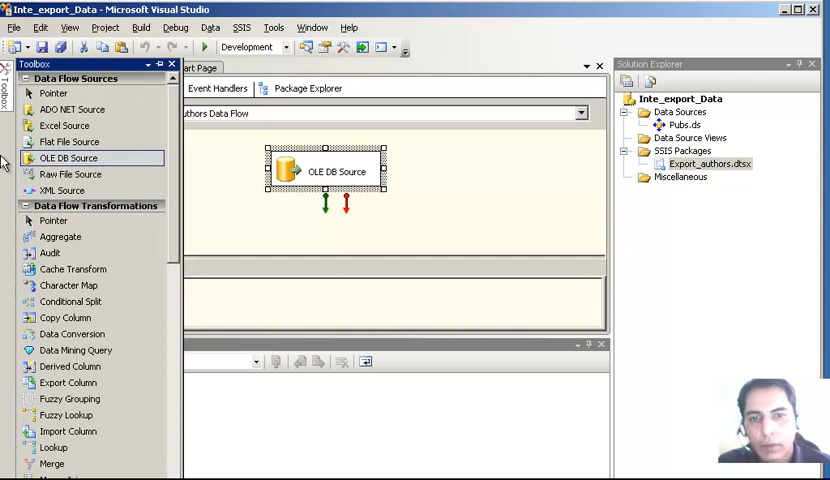 Inte_export_Data - Microsoft Visual Studio
File Edit View Project Build Debug Data SSIS Tools Window Help
Development
Toolbox
Toolbox
Data Flow Sources
Pointer
ADO NET Source
Excel Source
Flat File Source
OLE DB Source
Raw File Source
XML Source
Data Flow Transformations
Pointer
Aggregate
Audit
Cache Transform
Character Map
Conditional Split
Copy Column
Data Conversion
Data Mining Query
Derived Column
Export Column
Fuzzy Grouping
Fuzzy Lookup
Import Column
Lookup
Merge
art Page
Event Handlers Package Explorer
uthors Data Flow
OLE DB Source
Solution Explorer
Inte_export_Data
Data Sources
Pubs.ds
Data Source Views
SSIS Packages
Export_authors.dtsx
Miscellaneous